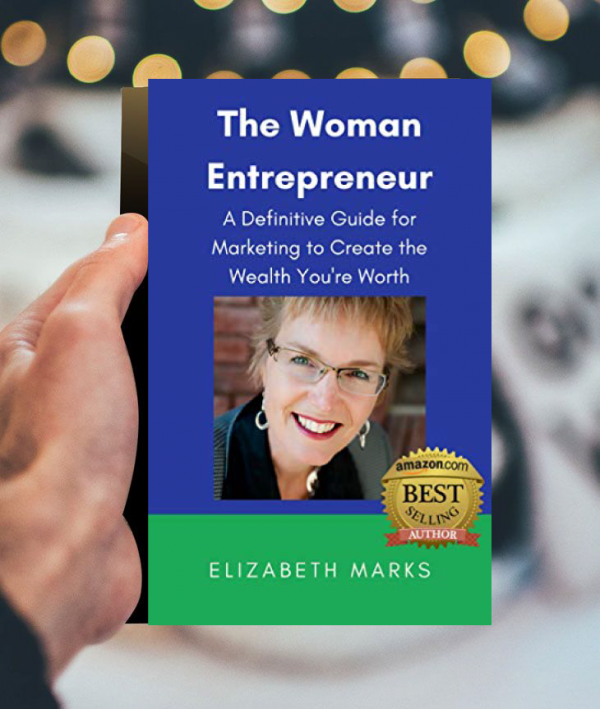 The Woman
Entrepreneur
A Definitive Guide for
Marketing to Create the
Wealth You're Worth
amazon.com
BEST
SELLING
AUTHOR
ELIZABETH MARKS